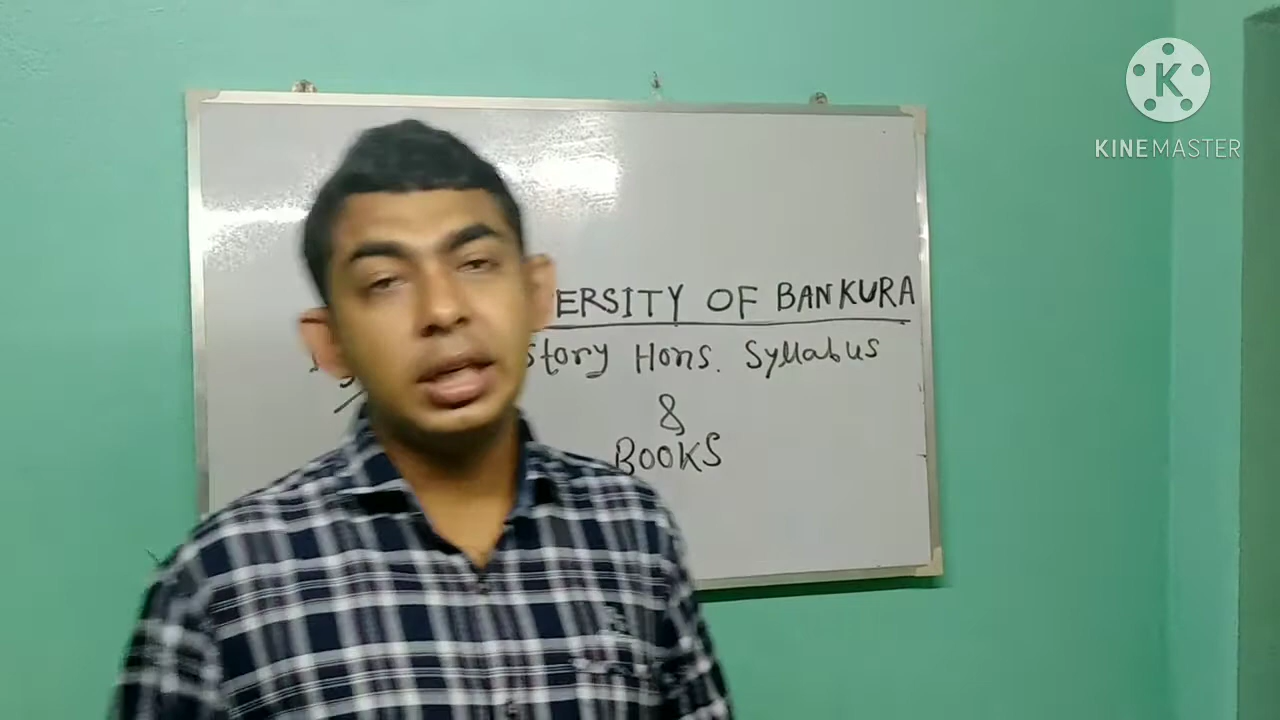 ERSITY OF BANKURA
story Hons. Syllabus
&
BOOKS
K
KINEMASTER